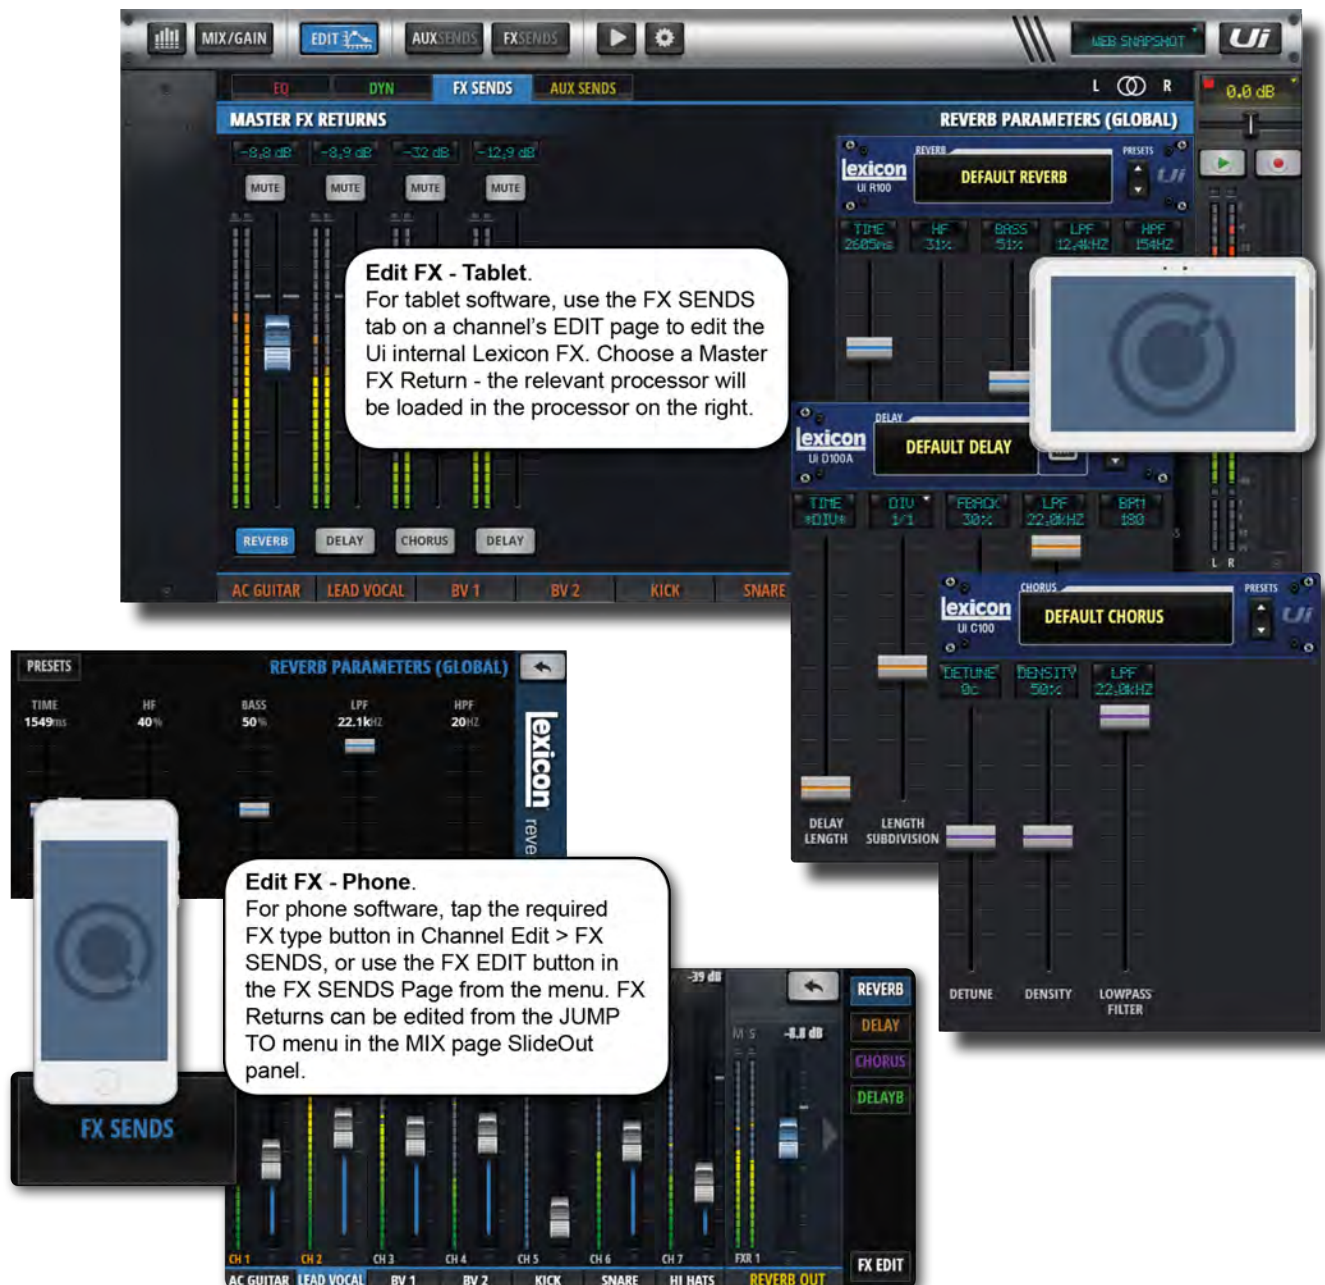 MIX/GAIN EDIT AUXSENDS FXSENDS WEB SNAPSHOT Ui
EQ DYN FX SENDS AUX SENDS L R 0.0 dB
MASTER FX RETURNS REVERB PARAMETERS (GLOBAL)
-8,8 dB -8,9 dB -32 dB -12,9 dB
MUTE MUTE MUTE MUTE
lexicon
Ui R100
REVERB
DEFAULT REVERB
PRESETS
Ui
TIME HF BASS LPF HPF
2605ms 31% 51% 12,4kHZ 154HZ
Edit FX - Tablet.
For tablet software, use the FX SENDS
tab on a channel's EDIT page to edit the
Ui internal Lexicon FX. Choose a Master
FX Return - the relevant processor will
be loaded in the processor on the right.
REVERB DELAY CHORUS DELAY
AC GUITAR LEAD VOCAL BV 1 BV 2 KICK SNARE
L R
lexicon
Ui D100A
DELAY
DEFAULT DELAY
TIME DIV FBACK LPF BPM
*DIV* 1/1 30% 22,0kHZ 180
DELAY
LENGTH
LENGTH
SUBDIVISION
lexicon
Ui C100
CHORUS
DEFAULT CHORUS
PRESETS
Ui
DETUNE DENSITY LPF
0c 50% 22,0kHZ
DETUNE DENSITY LOWPASS
FILTER
PRESETS REVERB PARAMETERS (GLOBAL)
TIME HF BASS LPF HPF
1549ms 40% 50% 22.1kHZ 20HZ
lexicon reve
Edit FX - Phone.
For phone software, tap the required
FX type button in Channel Edit > FX
SENDS, or use the FX EDIT button in
the FX SENDS Page from the menu. FX
Returns can be edited from the JUMP
TO menu in the MIX page SlideOut
panel.
FX SENDS
-39 dB
M S -8.8 dB
REVERB
DELAY
CHORUS
DELAYB
CH 1 CH 2 CH 3 CH 4 CH 5 CH 6 CH 7 FXR 1
AC GUITAR LEAD VOCAL BV 1 BV 2 KICK SNARE HI HATS REVERB OUT
FX EDIT